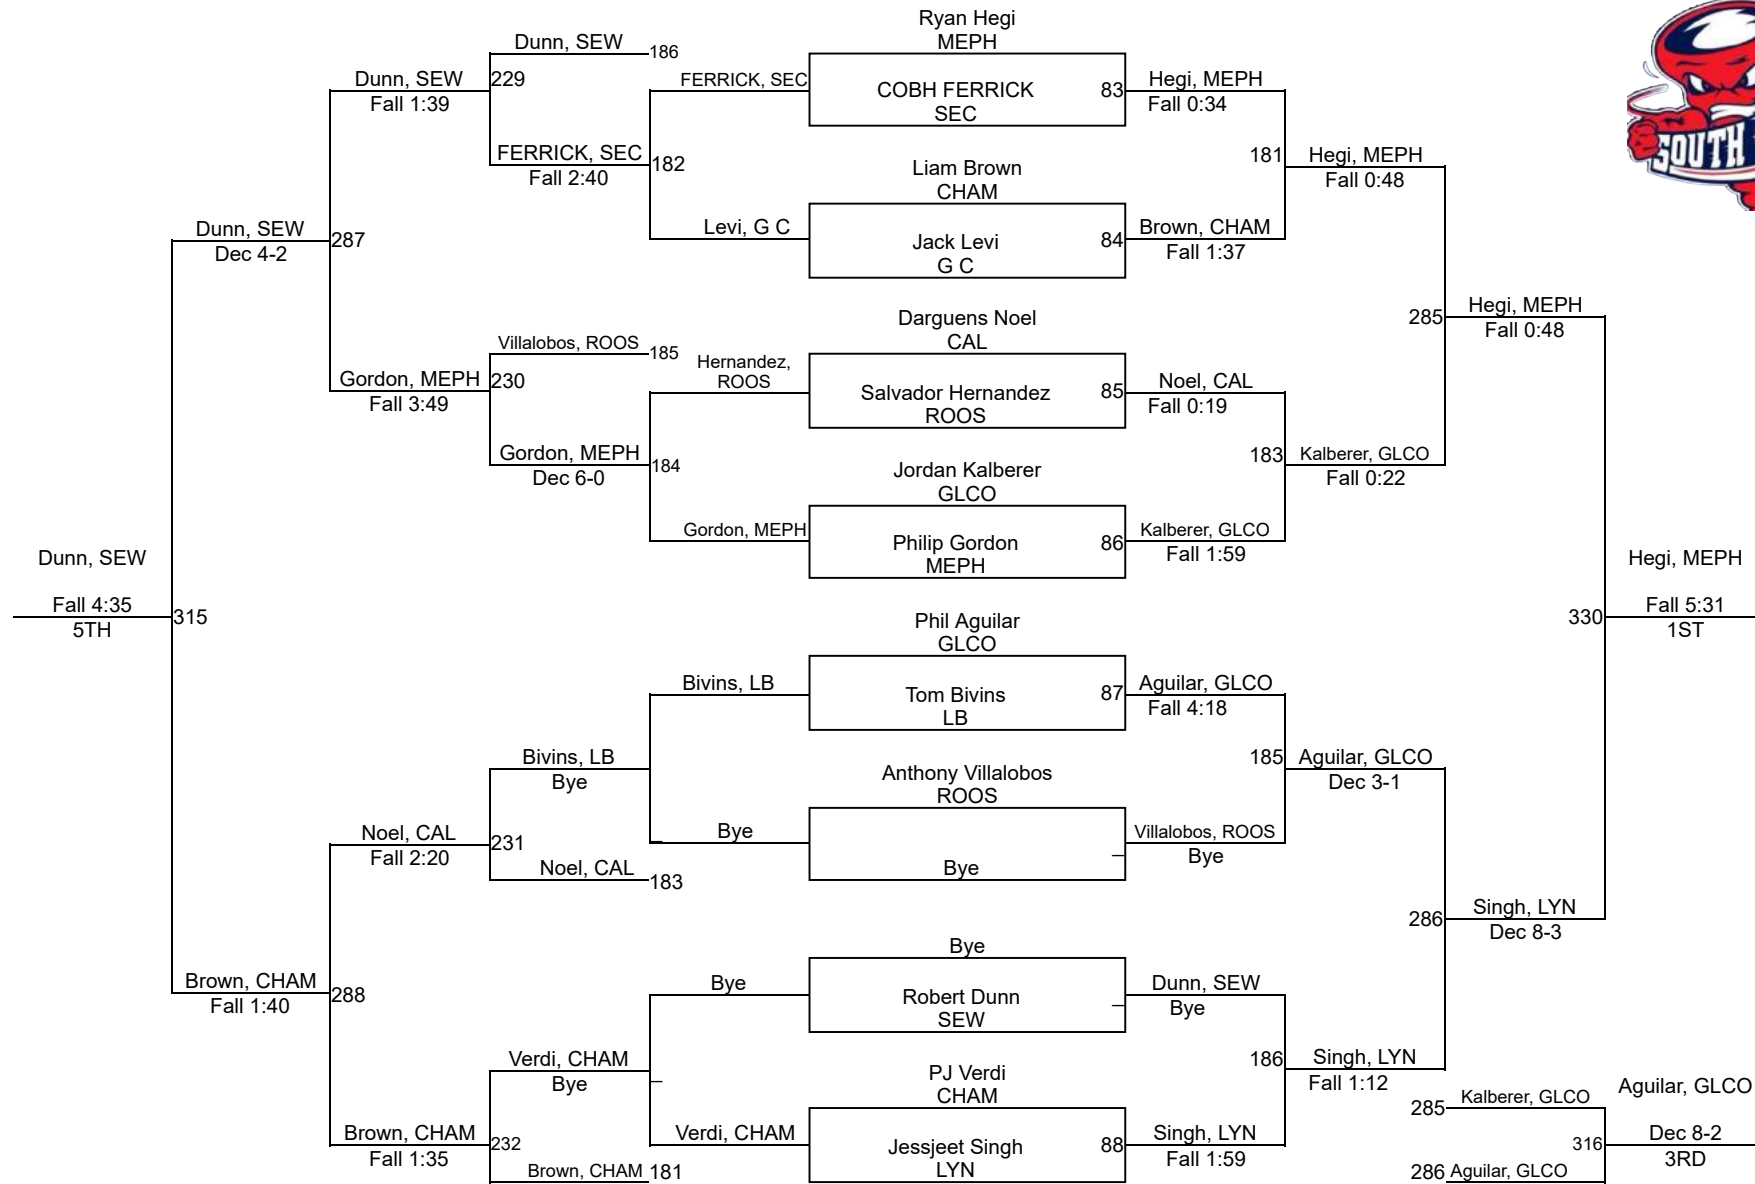 Ryan Hegi
MEPH
COBH FERRICK
SEC
83
Liam Brown
CHAM
Jack Levi
G C
84
Darguens Noel
CAL
Salvador Hernandez
ROOS
85
Jordan Kalberer
GLCO
Philip Gordon
MEPH
86
Phil Aguilar
GLCO
Tom Bivins
LB
87
Anthony Villalobos
ROOS
Bye
Bye
Robert Dunn
SEW
PJ Verdi
CHAM
Jessjeet Singh
LYN
88
Hegi, MEPH
Fall 0:34
181
Brown, CHAM
Fall 1:37
Noel, CAL
Fall 0:19
183
Kalberer, GLCO
Fall 1:59
Aguilar, GLCO
Fall 4:18
185
Villalobos, ROOS
Bye
Dunn, SEW
Bye
186
Singh, LYN
Fall 1:59
Hegi, MEPH
Fall 0:48
285
Kalberer, GLCO
Fall 0:22
Aguilar, GLCO
Dec 3-1
286
Singh, LYN
Fall 1:12
Hegi, MEPH
Fall 0:48
330
Singh, LYN
Dec 8-3
Hegi, MEPH
Fall 5:31
1ST
285 Kalberer, GLCO
316
286 Aguilar, GLCO
Aguilar, GLCO
Dec 8-2
3RD
FERRICK, SEC
Levi, G C
182
Hernandez,
ROOS
184
Gordon, MEPH
Bivins, LB
Bye
Bye
Verdi, CHAM
Dunn, SEW 186
229
FERRICK, SEC
Fall 2:40
Villalobos, ROOS 185
230
Gordon, MEPH
Dec 6-0
Bivins, LB
Bye
231
Noel, CAL 183
Verdi, CHAM
Bye
232
Brown, CHAM 181
Dunn, SEW
Fall 1:39
287
Gordon, MEPH
Fall 3:49
Noel, CAL
Fall 2:20
288
Brown, CHAM
Fall 1:35
Dunn, SEW
Dec 4-2
315
Brown, CHAM
Fall 1:40
Dunn, SEW
Fall 4:35
5TH
SOUTH